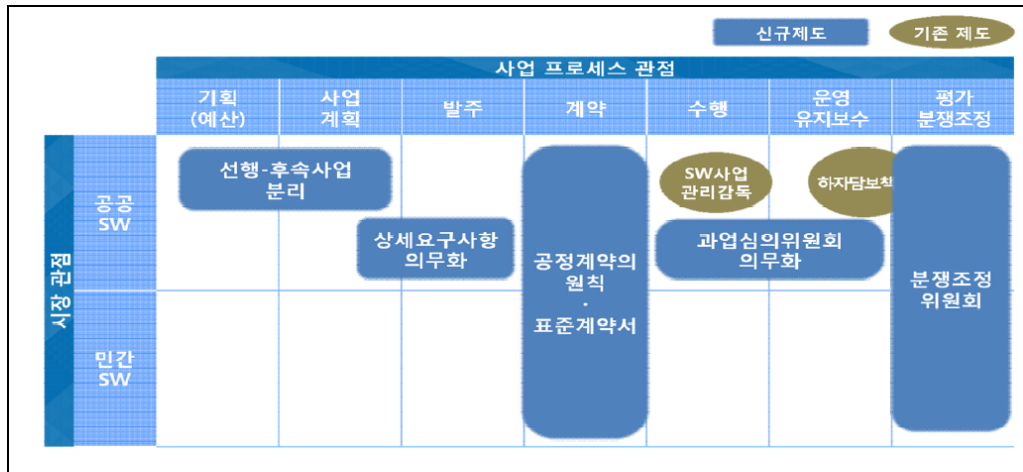 신규제도
기존 제도
사업 프로세스 관점
기획
(예산)
사업
계획
발주
계약
수행
운영
유지보수
평가
분쟁조정
시장 관점
공공
SW
민간
SW
선행-후속사업
분리
상세요구사항
의무화
공정계약의
원칙
·
표준계약서
SW사업
관리감독
하자담보책
과업심의위원회
의무화
분쟁조정
위원회